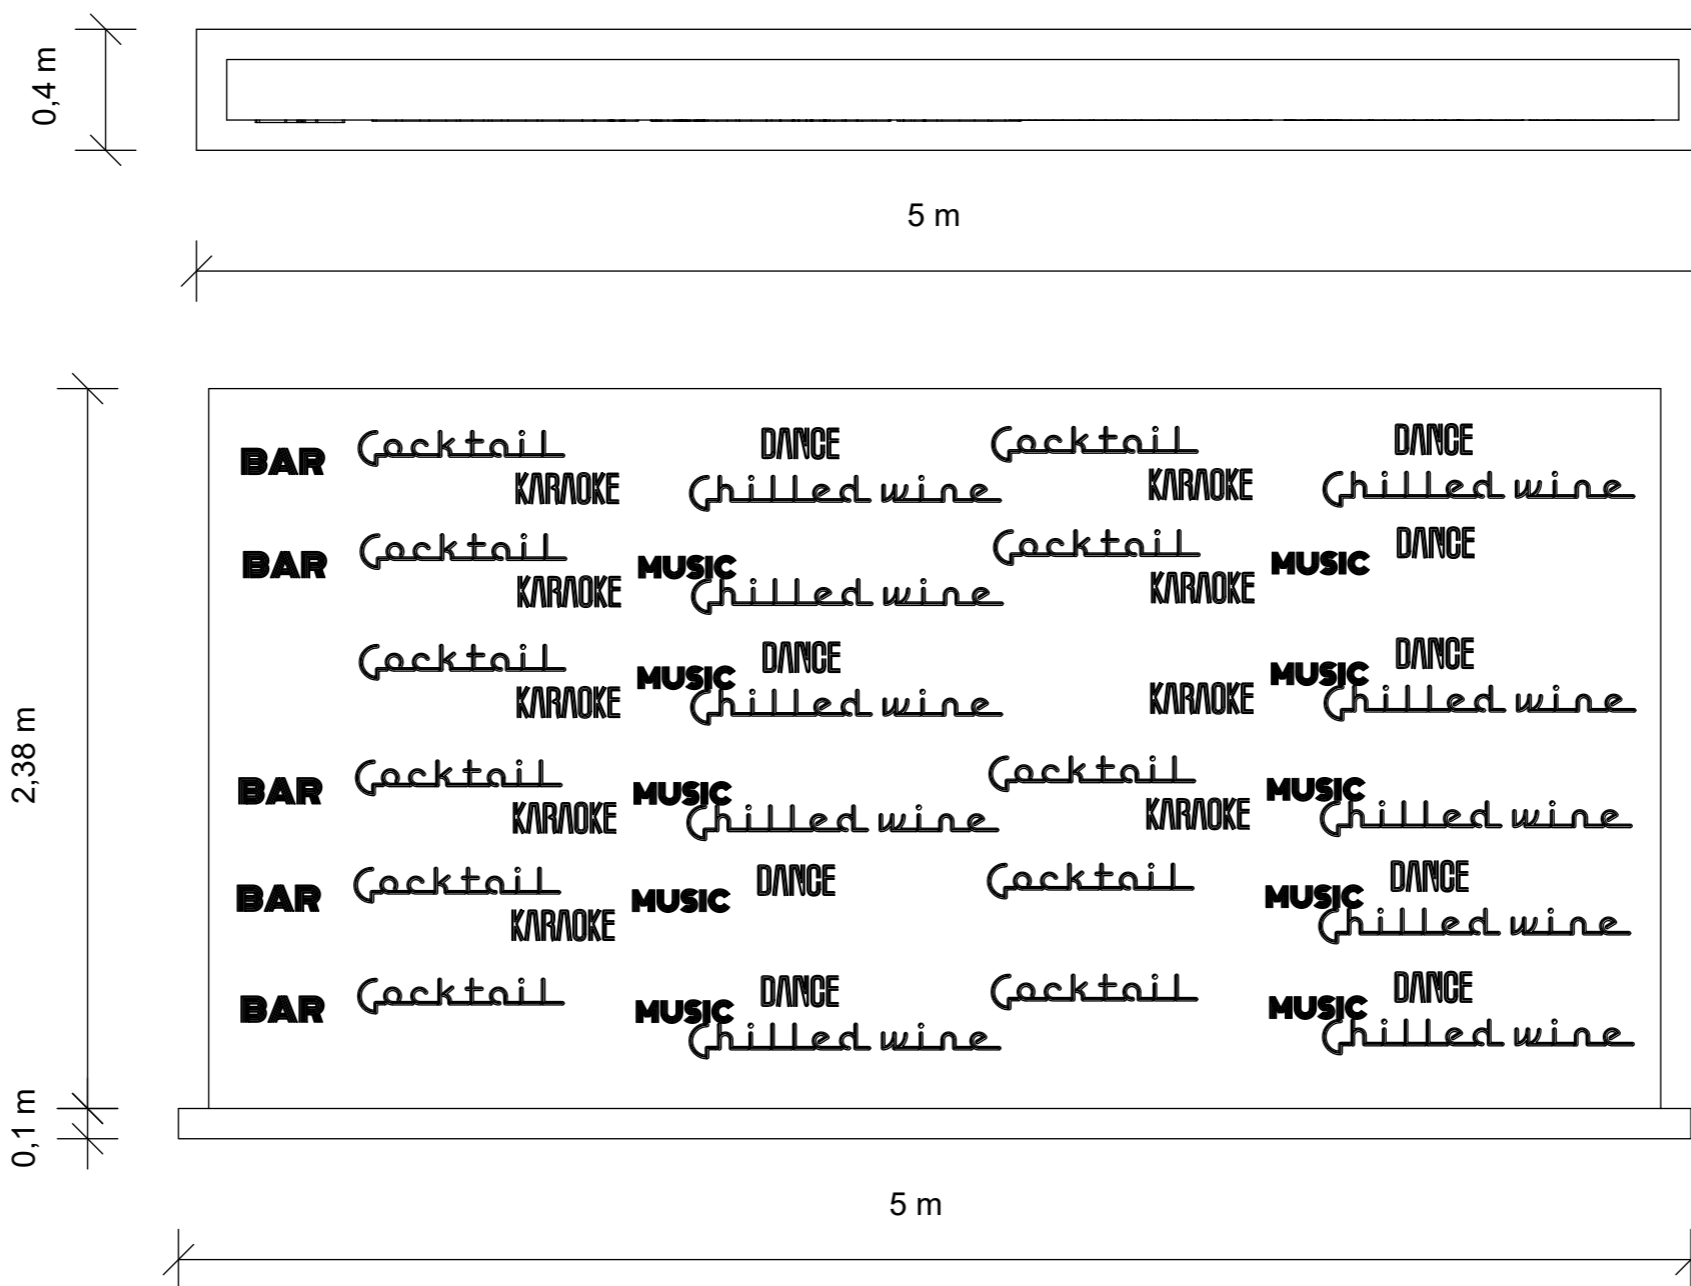 0,4 m
5 m
2,38 m
0,1 m
BAR Cocktail DANCE Cocktail DANCE
KARAOKE Chilled wine KARAOKE Chilled wine
BAR Cocktail MUSIC Cocktail MUSIC DANCE
KARAOKE Chilled wine KARAOKE
Cocktail MUSIC DANCE MUSIC DANCE
KARAOKE Chilled wine KARAOKE Chilled wine
BAR Cocktail MUSIC Cocktail MUSIC
KARAOKE Chilled wine KARAOKE Chilled wine
BAR Cocktail MUSIC DANCE Cocktail MUSIC DANCE
KARAOKE Chilled wine
BAR Cocktail MUSIC DANCE Cocktail MUSIC DANCE
Chilled wine Chilled wine
5 m